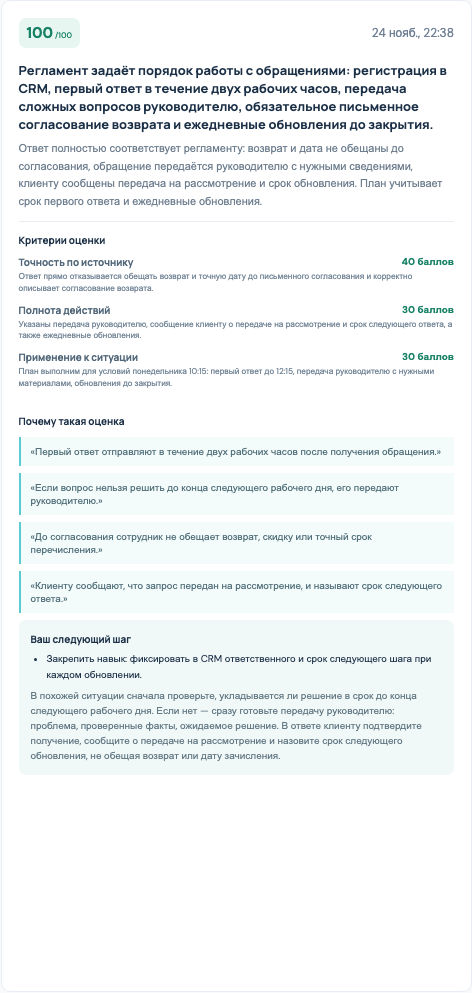 100 /100
24 нояб., 22:38
Регламент задаёт порядок работы с обращениями: регистрация в
CRM, первый ответ в течение двух рабочих часов, передача
сложных вопросов руководителю, обязательное письменное
согласование возврата и ежедневные обновления до закрытия.
Ответ полностью соответствует регламенту: возврат и дата не обещаны до
согласования, обращение передаётся руководителю с нужными сведениями,
клиенту сообщены передача на рассмотрение и срок обновления. План учитывает
срок первого ответа и ежедневные обновления.
Критерии оценки
Точность по источнику
40 баллов
Ответ прямо отказывается обещать возврат и точную дату до письменного согласования и корректно
описывает согласование возврата.
Полнота действий
30 баллов
Указаны передача руководителю, сообщение клиенту о передаче на рассмотрение и срок следующего ответа, а
также ежедневные обновления.
Применение к ситуации
30 баллов
План выполним для условий понедельника 10:15: первый ответ до 12:15, передача руководителю с нужными
материалами, обновления до закрытия.
Почему такая оценка
«Первый ответ отправляют в течение двух рабочих часов после получения обращения.»
«Если вопрос нельзя решить до конца следующего рабочего дня, его передают
руководителю.»
«До согласования сотрудник не обещает возврат, скидку или точный срок
перечисления.»
«Клиенту сообщают, что запрос передан на рассмотрение, и называют срок следующего
ответа.»
Ваш следующий шаг
• Закрепить навык: фиксировать в CRM ответственного и срок следующего шага при
каждом обновлении.
В похожей ситуации сначала проверьте, укладывается ли решение в срок до конца
следующего рабочего дня. Если нет — сразу готовьте передачу руководителю:
проблема, проверенные факты, ожидаемое решение. В ответе клиенту подтвердите
получение, сообщите о передаче на рассмотрение и назовите срок следующего
обновления, не обещая возврат или дату зачисления.